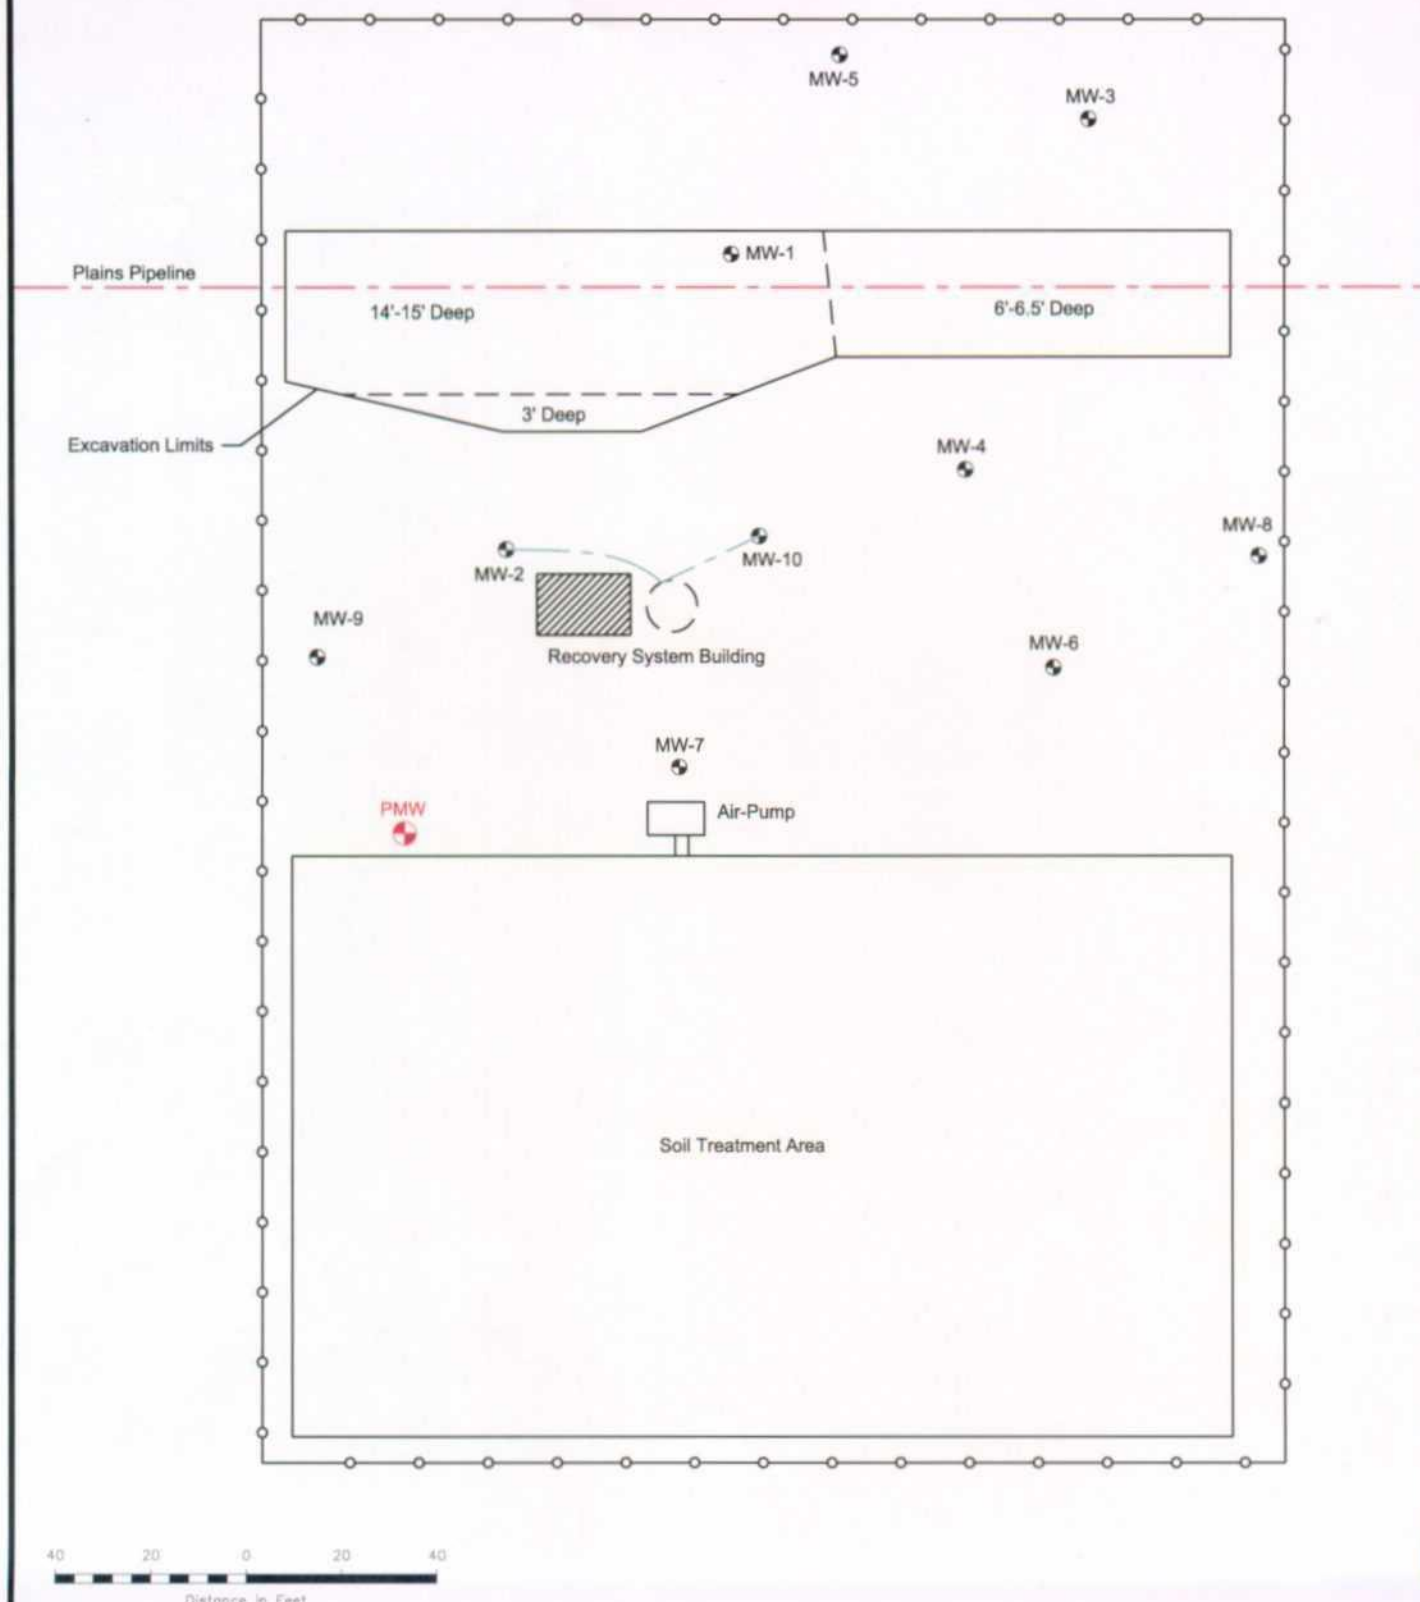 MW-5
MW-3
MW-1
Plains Pipeline
14'-15' Deep
6'-6.5' Deep
3' Deep
Excavation Limits
MW-4
MW-8
MW-10
MW-2
MW-9
MW-6
Recovery System Building
MW-7
PMW
Air-Pump
Soil Treatment Area
40 20 0 20 40
Distance in Feet